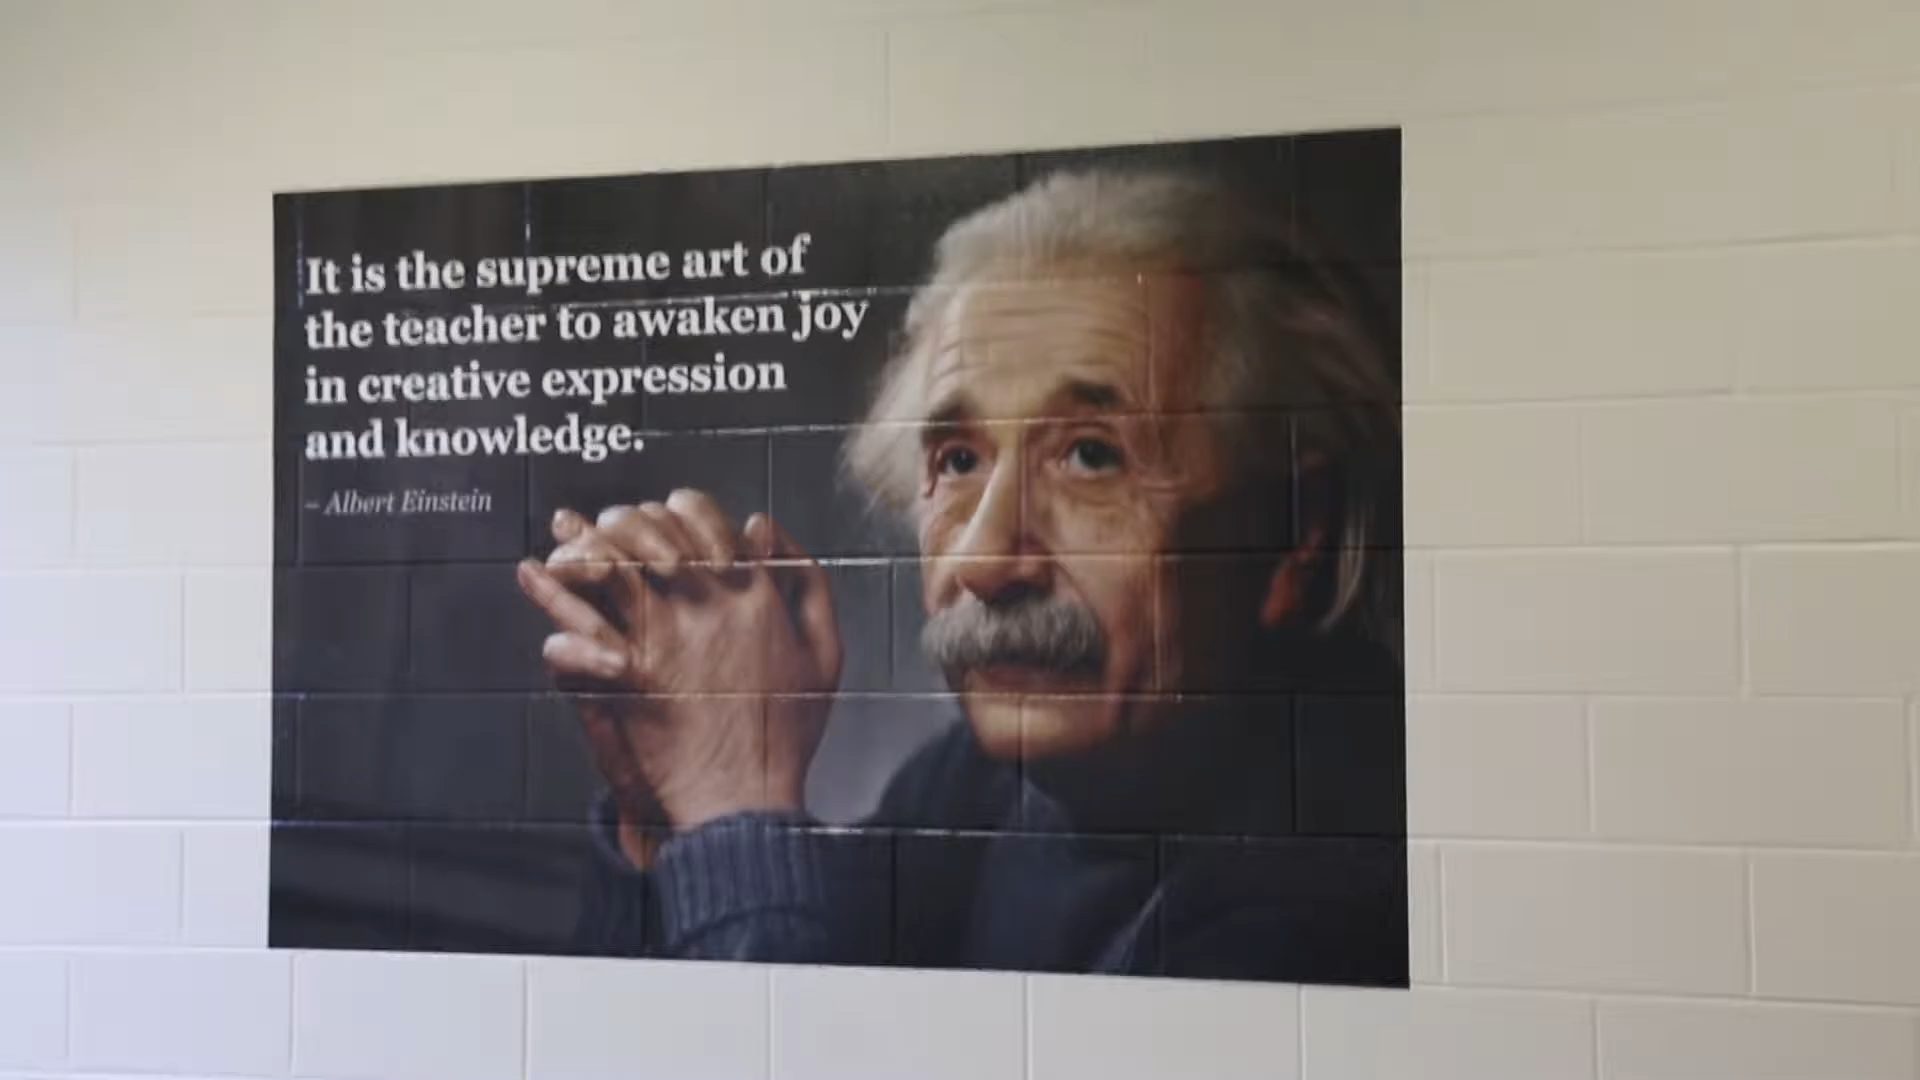 It is the supreme art of
the teacher to awaken joy
in creative expression
and knowledge.
– Albert Einstein